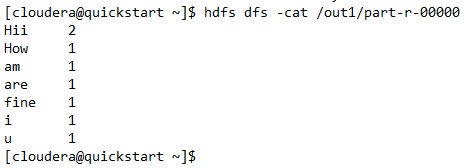 [cloudera@quickstart ~]$ hdfs dfs -cat /out1/part-r-00000
Hii     2
How     1
am      1
are     1
fine    1
i       1
u       1
[cloudera@quickstart ~]$